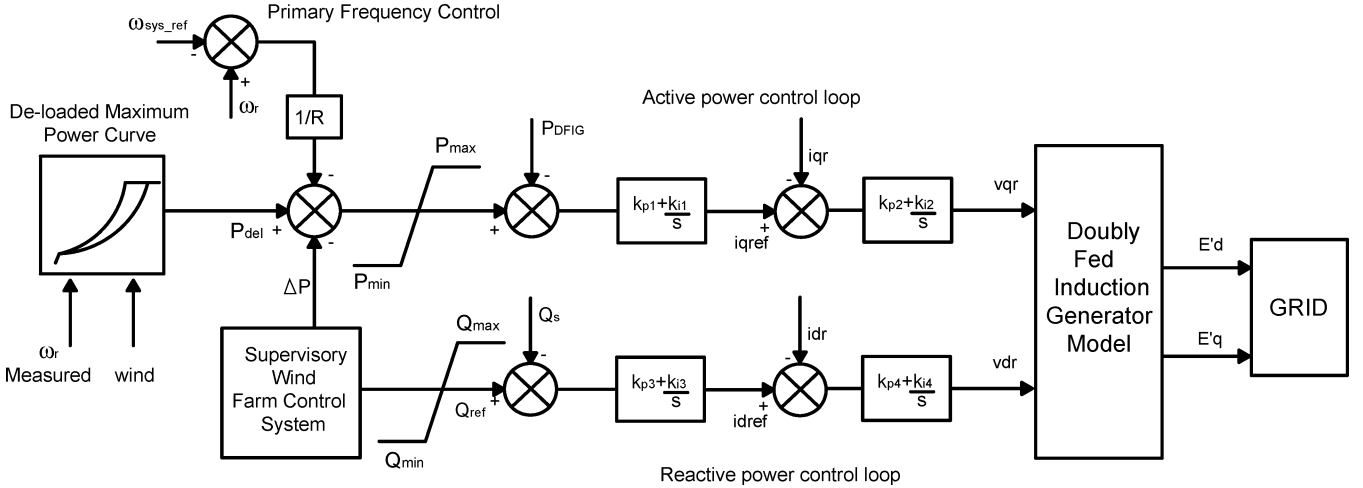 Primary Frequency Control
ωsys_ref
-
+
ωr
De-loaded Maximum
Power Curve
1/R
-
Pdel
+
-
ΔP
ωr
Measured
wind
Pmax
Pmin
PDFIG
-
+
Active power control loop
kp1+ki1
s
iqr
-
+
iqref
kp2+ki2
s
vqr
Supervisory
Wind
Farm Control
System
Qmax
Qmin
Qref
Qs
-
+
kp3+ki3
s
idr
-
+
idref
kp4+ki4
s
vdr
Reactive power control loop
Doubly
Fed
Induction
Generator
Model
E'd
E'q
GRID